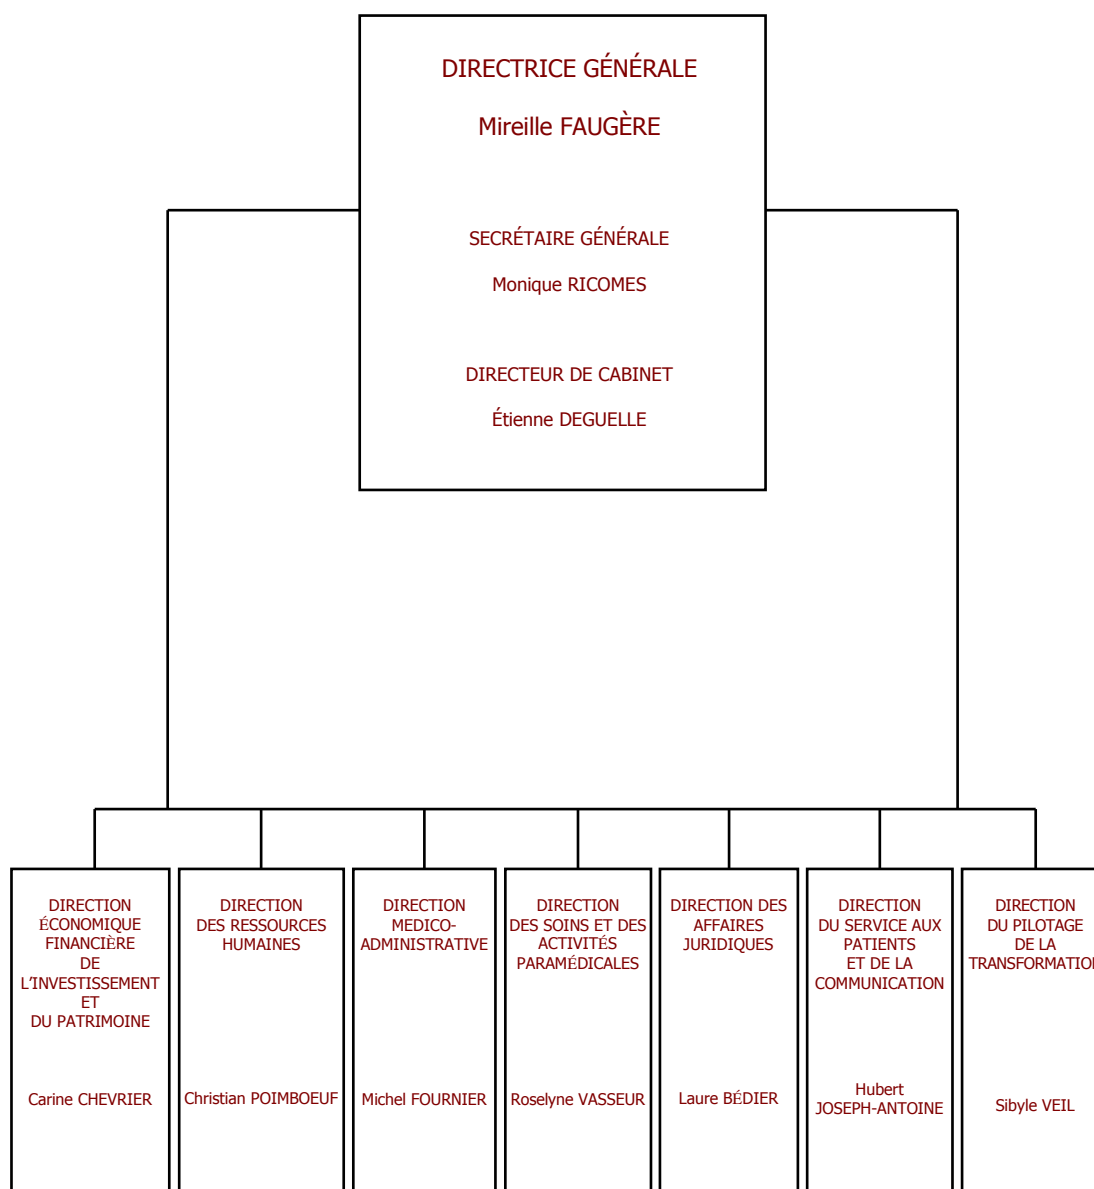 DIRECTRICE GÉNÉRALE
Mireille FAUGÈRE
SECRÉTAIRE GÉNÉRALE
Monique RICOMES
DIRECTEUR DE CABINET
Étienne DEGUELLE
DIRECTION
ÉCONOMIQUE
FINANCIÈRE
DE
L'INVESTISSEMENT
ET
DU PATRIMOINE
Carine CHEVRIER
DIRECTION
DES RESSOURCES
HUMAINES
Christian POIMBOEUF
DIRECTION
MEDICO-
ADMINISTRATIVE
Michel FOURNIER
DIRECTION
DES SOINS ET DES
ACTIVITÉS
PARAMÉDICALES
Roselyne VASSEUR
DIRECTION DES
AFFAIRES
JURIDIQUES
Laure BÉDIER
DIRECTION
DU SERVICE AUX
PATIENTS
ET DE LA
COMMUNICATION
Hubert
JOSEPH-ANTOINE
DIRECTION
DU PILOTAGE
DE LA
TRANSFORMATION
Sibyle VEIL